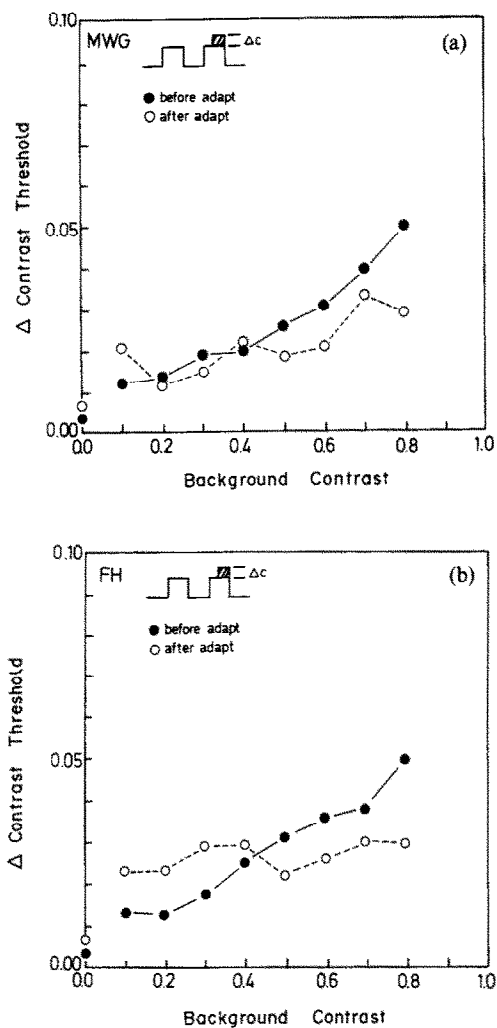 0.10
MWG
Δc
(a)
● before adapt
○ after adapt
0.05
0.00
Δ Contrast Threshold
0.0 0.2 0.4 0.6 0.8 1.0
Background Contrast
0.10
FH
Δc
(b)
● before adapt
○ after adapt
0.05
0.00
Δ Contrast Threshold
0.0 0.2 0.4 0.6 0.8 1.0
Background Contrast